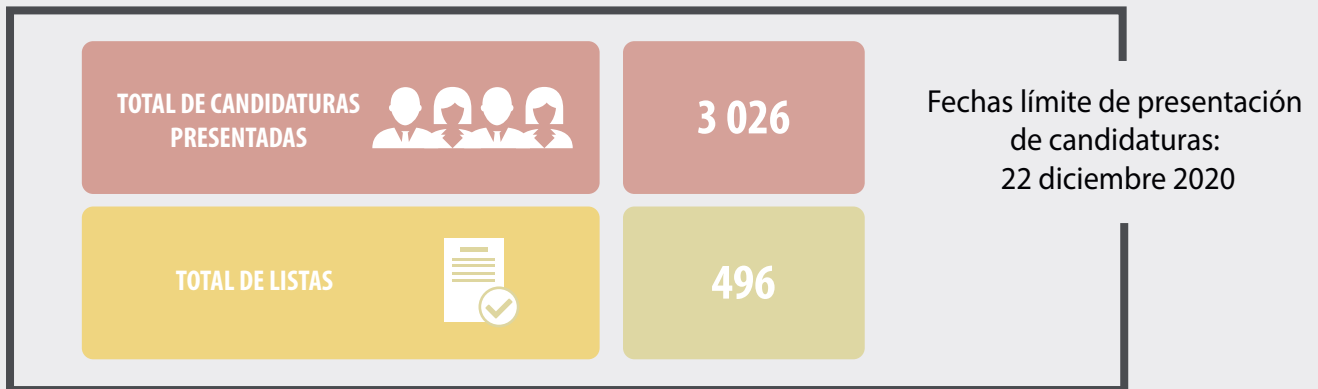 TOTAL DE CANDIDATURAS
PRESENTADAS
3 026
Fechas límite de presentación
de candidaturas:
22 diciembre 2020
TOTAL DE LISTAS
496